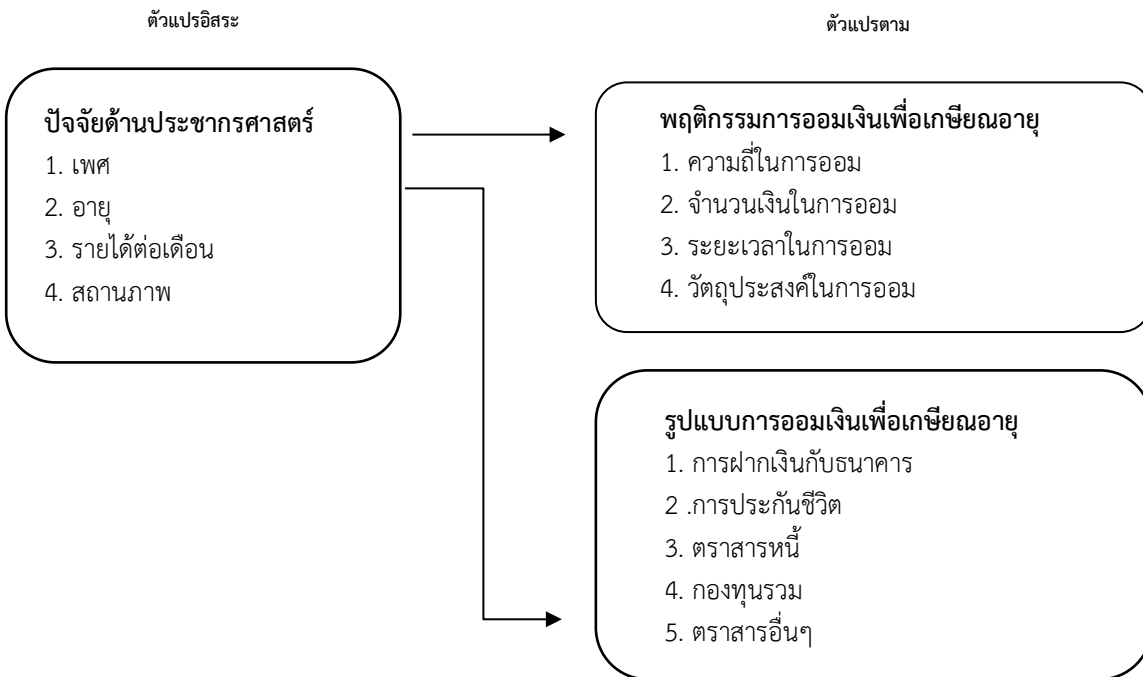 ตัวแปรอิสระ
ตัวแปรตาม
ปัจจัยด้านประชากรศาสตร์
1. เพศ
2. อายุ
3. รายได้ต่อเดือน
4. สถานภาพ
พฤติกรรมการออมเงินเพื่อเกษียณอายุ
1. ความถี่ในการออม
2. จำนวนเงินในการออม
3. ระยะเวลาในการออม
4. วัตถุประสงค์ในการออม
รูปแบบการออมเงินเพื่อเกษียณอายุ
1. การฝากเงินกับธนาคาร
2 .การประกันชีวิต
3. ตราสารหนี้
4. กองทุนรวม
5. ตราสารอื่นๆ